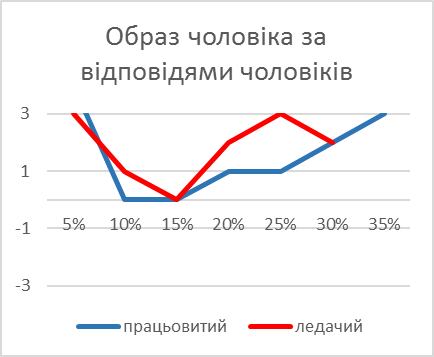 Образ чоловіка за
відповідями чоловіків
3
1
-1
-3
5% 10% 15% 20% 25% 30% 35%
працьовитий ледачий